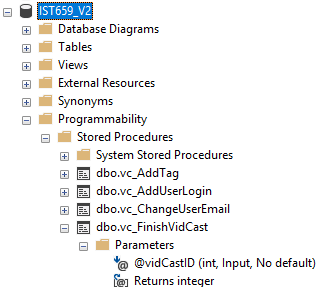 IST659_V2
Database Diagrams
Tables
Views
External Resources
Synonyms
Programmability
Stored Procedures
System Stored Procedures
dbo.vc_AddTag
dbo.vc_AddUserLogin
dbo.vc_ChangeUserEmail
dbo.vc_FinishVidCast
Parameters
@vidCastID (int, Input, No default)
Returns integer